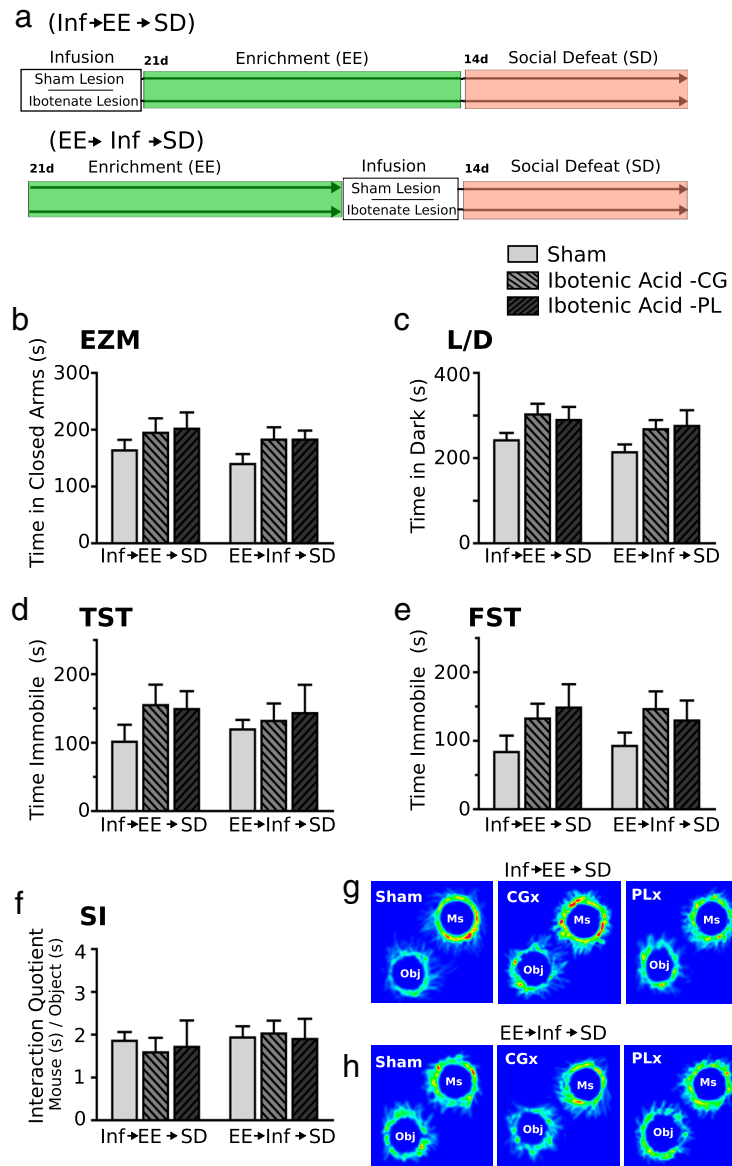 a (Inf→EE→SD)
Infusion 21d Enrichment (EE) 14d Social Defeat (SD)
Sham Lesion
Ibotenate Lesion
(EE→ Inf →SD)
21d Enrichment (EE) Infusion 14d Social Defeat (SD)
Sham Lesion
Ibotenate Lesion
Sham
Ibotenic Acid -CG
Ibotenic Acid -PL
b EZM
Time in Closed Arms (s)
300
200
100
0
Inf→EE →SD EE→Inf →SD
c L/D
Time in Dark (s)
400
200
0
Inf→EE →SD EE→Inf →SD
d TST
Time Immobile (s)
200
100
0
Inf→EE →SD EE→Inf →SD
e FST
Time Immobile (s)
200
100
0
Inf→EE →SD EE→Inf →SD
f SI
Interaction Quotient
Mouse (s) / Object (s)
4
3
2
1
0
Inf→EE →SD EE→Inf →SD
g Inf→EE →SD
Sham CGx PLx
Ms Ms Ms
Obj Obj Obj
h EE→Inf →SD
Sham CGx PLx
Ms Ms Ms
Obj Obj Obj